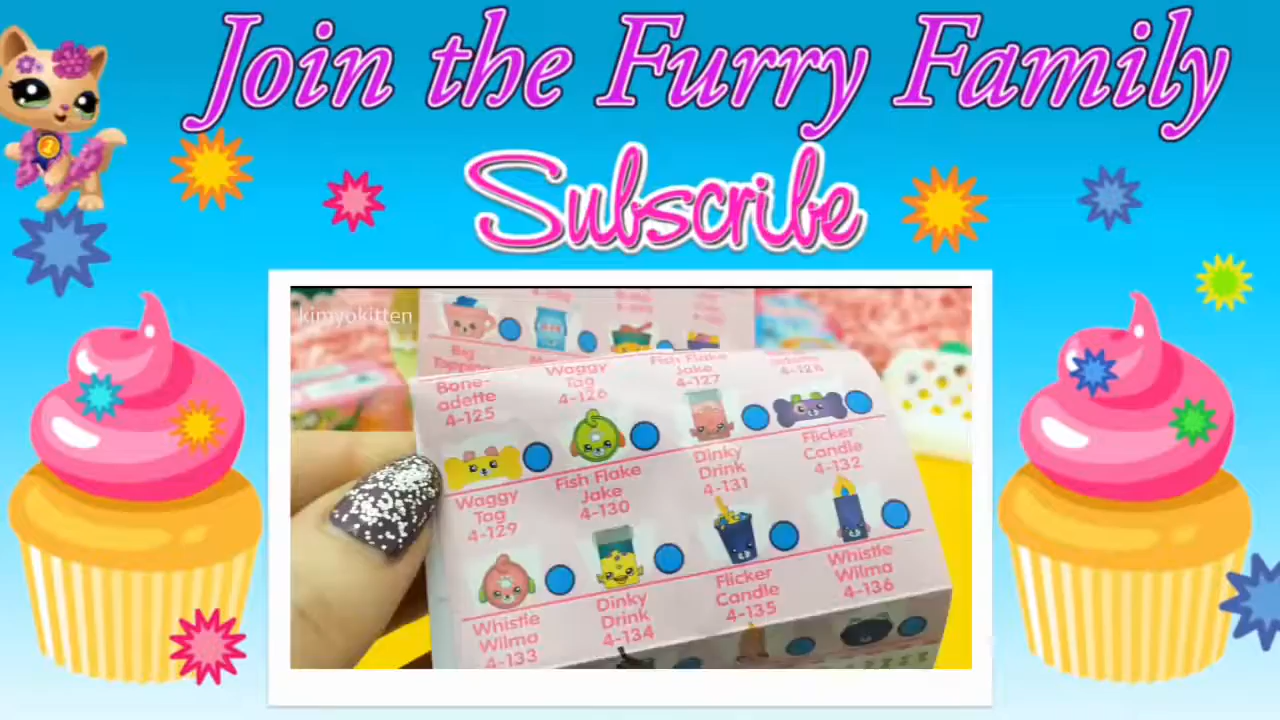 Join the Furry Family
Subscribe
kimyokitten
Big
Topping
Bone-
adette
4-125
Waggy
Tag
4-126
Fish Flake
Jake
4-127
4-128
Waggy
Tag
4-129
Fish Flake
Jake
4-130
Dinky
Drink
4-131
Flicker
Candle
4-132
Whistle
Wilma
4-133
Dinky
Drink
4-134
Flicker
Candle
4-135
Whistle
Wilma
4-136